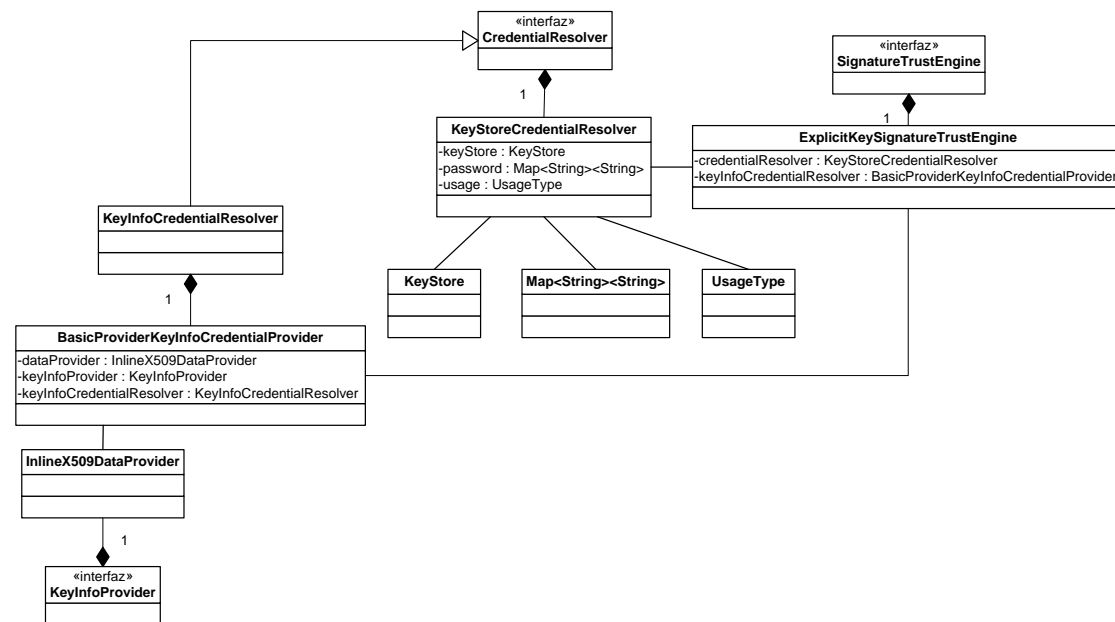 «interfaz»
CredentialResolver
«interfaz»
SignatureTrustEngine
1
1
KeyStoreCredentialResolver
-keyStore : KeyStore
-password : Map<String><String>
-usage : UsageType
ExplicitKeySignatureTrustEngine
-credentialResolver : KeyStoreCredentialResolver
-keyInfoCredentialResolver : BasicProviderKeyInfoCredentialProvider
KeyInfoCredentialResolver
KeyStore
Map<String><String>
UsageType
1
BasicProviderKeyInfoCredentialProvider
-dataProvider : InlineX509DataProvider
-keyInfoProvider : KeyInfoProvider
-keyInfoCredentialResolver : KeyInfoCredentialResolver
InlineX509DataProvider
1
«interfaz»
KeyInfoProvider